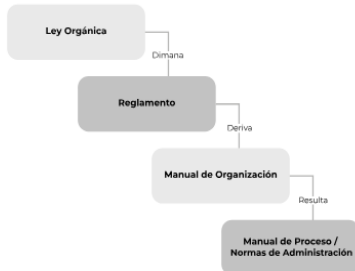 Ley Orgánica
Dimana
Reglamento
Deriva
Manual de Organización
Resulta
Manual de Proceso /
Normas de Administración